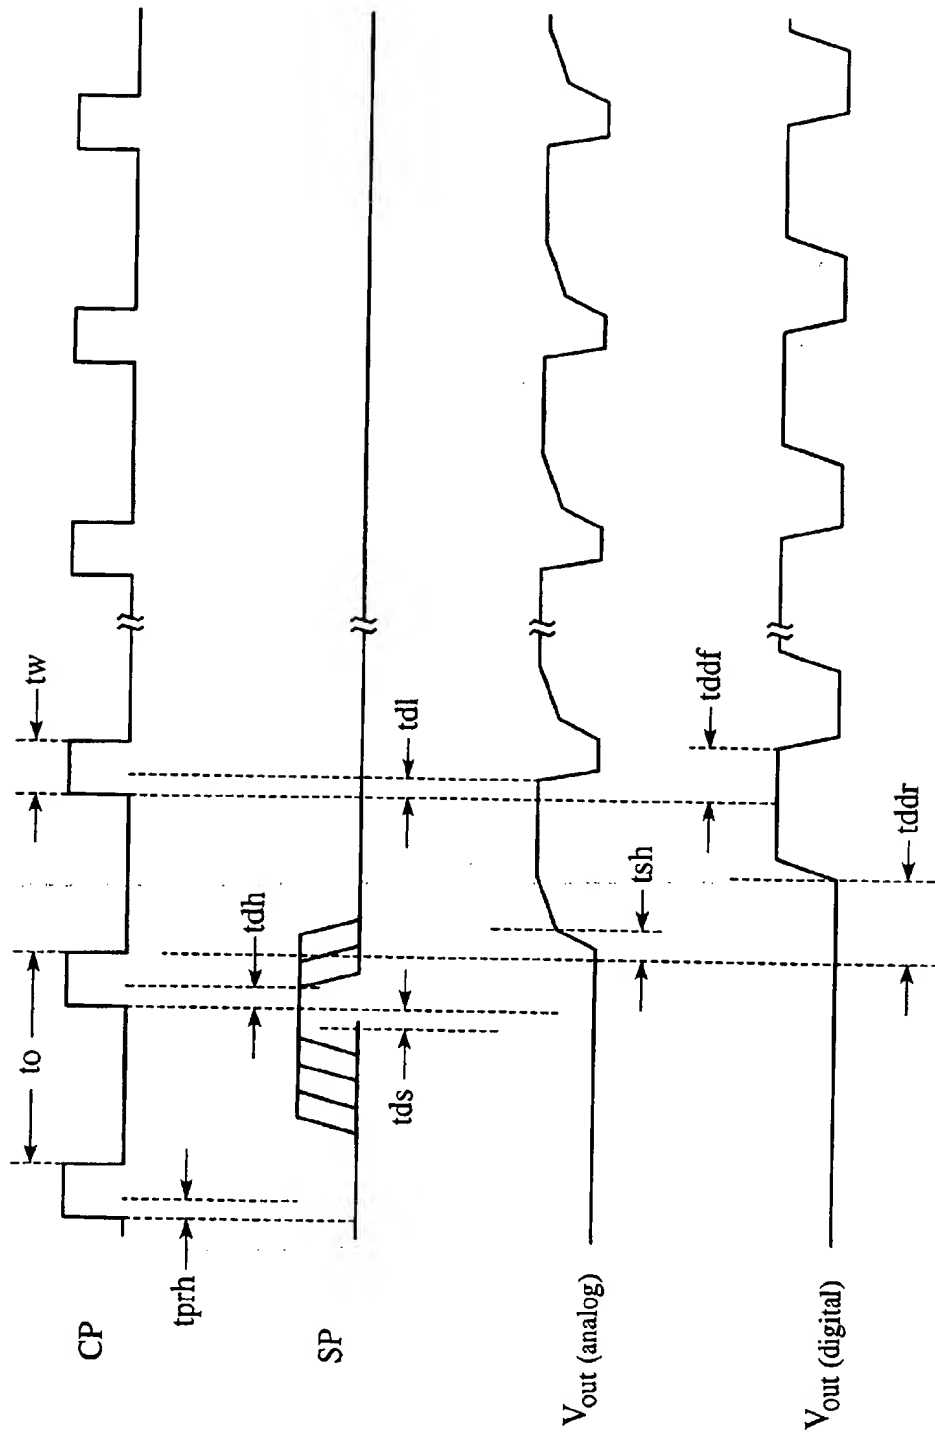 CP
to
tw
tprh
SP
tdh
tds
tdl
Vout (analog)
tsh
Vout (digital)
tddf
tddr